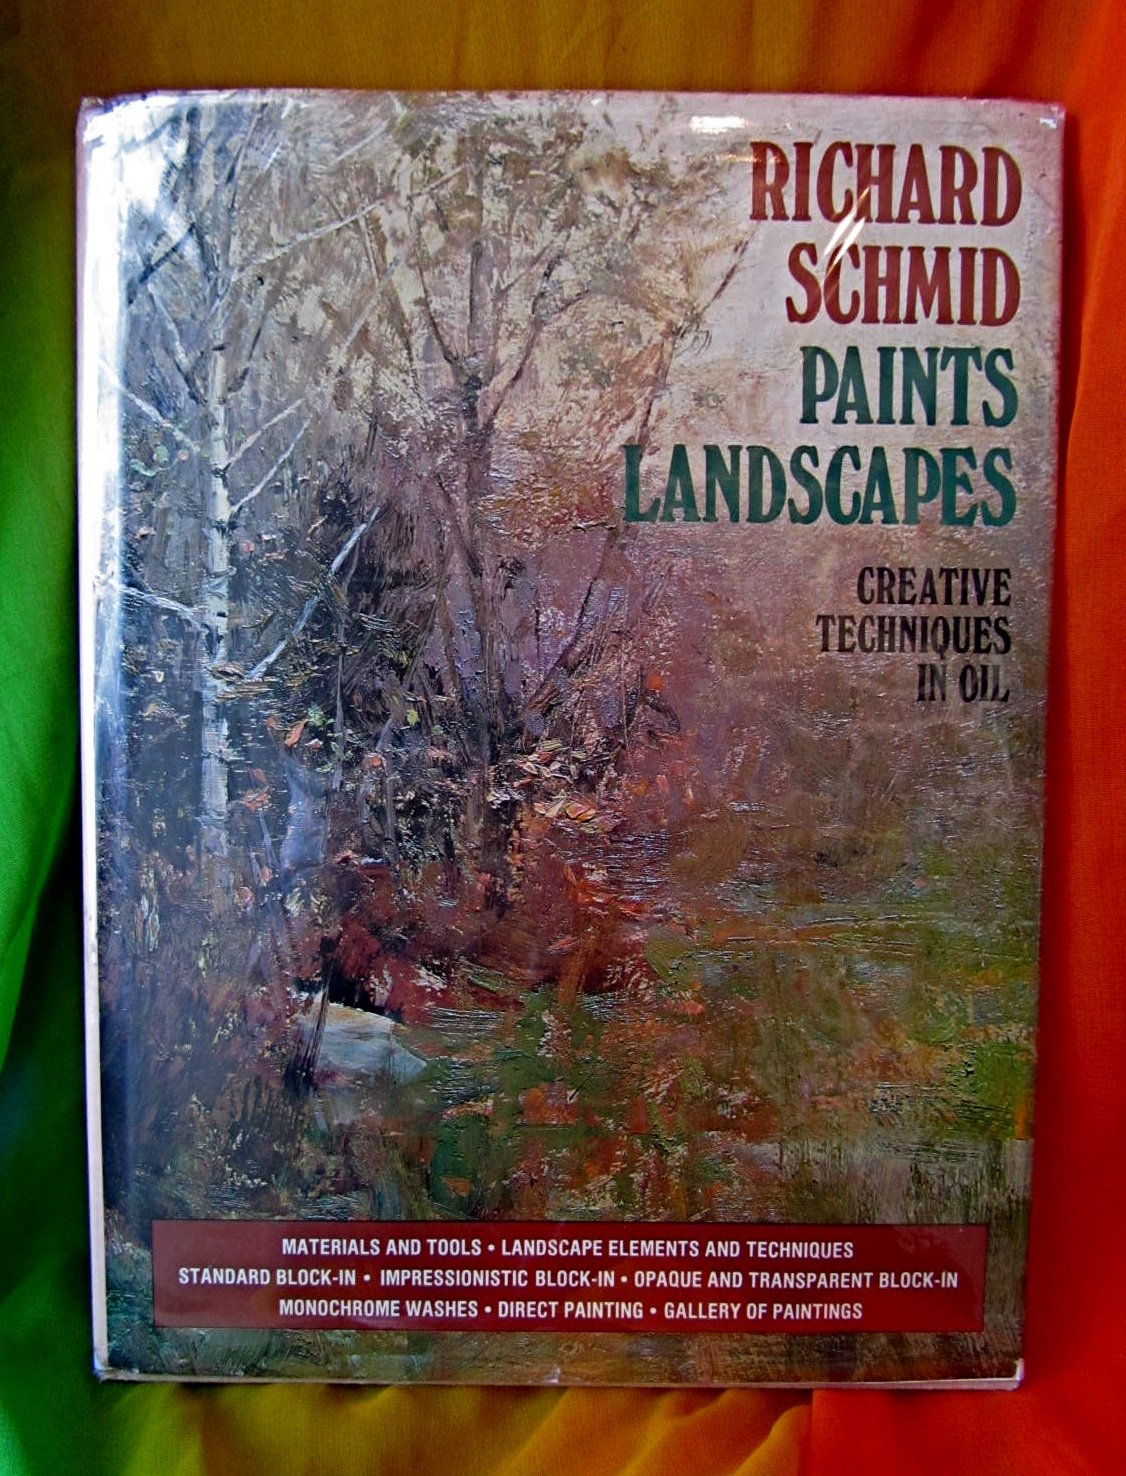 RICHARD
SCHMID
PAINTS
LANDSCAPES
CREATIVE
TECHNIQUES
IN OIL
MATERIALS AND TOOLS • LANDSCAPE ELEMENTS AND TECHNIQUES
STANDARD BLOCK-IN • IMPRESSIONISTIC BLOCK-IN • OPAQUE AND TRANSPARENT BLOCK-IN
MONOCHROME WASHES • DIRECT PAINTING • GALLERY OF PAINTINGS